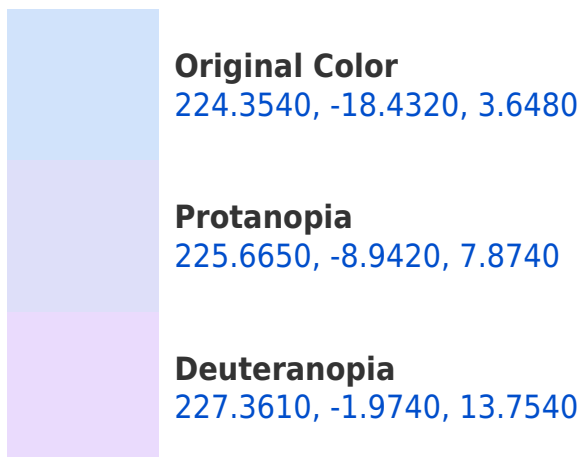 Original Color
224.3540, -18.4320, 3.6480
Protanopia
225.6650, -8.9420, 7.8740
Deuteranopia
227.3610, -1.9740, 13.7540